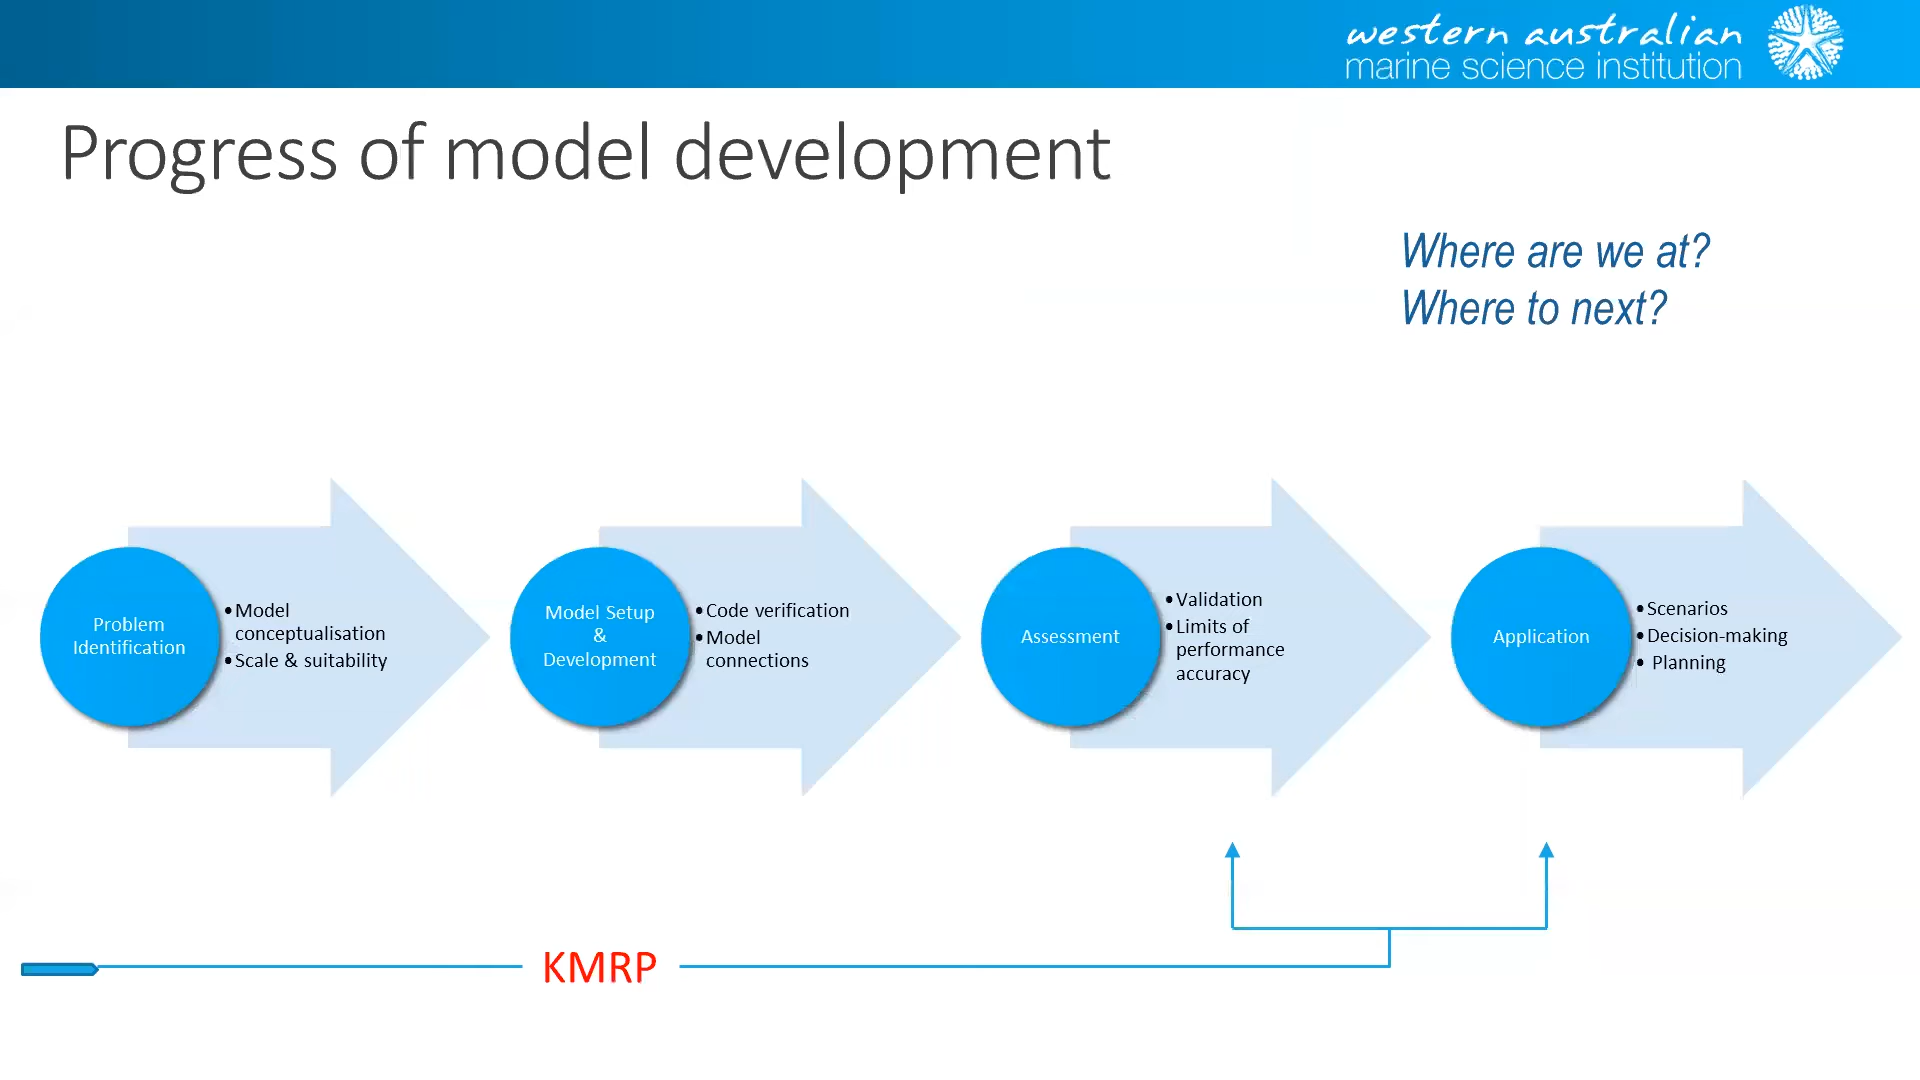 western australian
marine science institution
Progress of model development
Where are we at?
Where to next?
Problem
Identification
•Model
conceptualisation
•Scale & suitability
Model Setup
&
Development
•Code verification
•Model
connections
Assessment
•Validation
•Limits of
performance
accuracy
Application
•Scenarios
•Decision-making
• Planning
KMRP